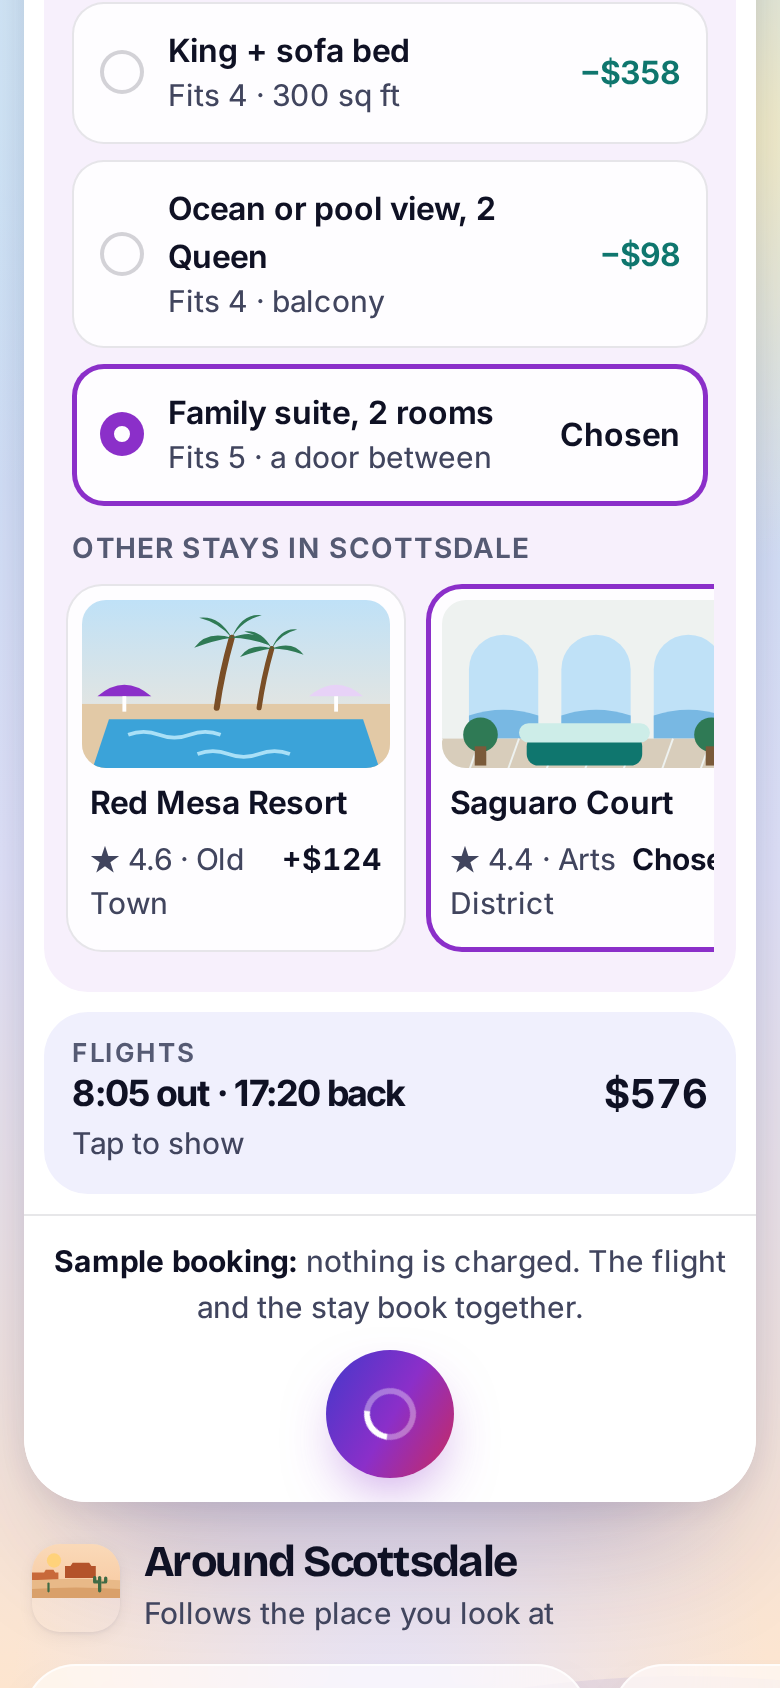 King + sofa bed
Fits 4 · 300 sq ft
−$358
Ocean or pool view, 2
Queen
Fits 4 · balcony
−$98
Family suite, 2 rooms
Fits 5 · a door between
Chosen
OTHER STAYS IN SCOTTSDALE
Red Mesa Resort
★ 4.6 · Old
Town
+$124
Saguaro Court
★ 4.4 · Arts
District
Chose
FLIGHTS
8:05 out · 17:20 back
$576
Tap to show
Sample booking: nothing is charged. The flight
and the stay book together.
Around Scottsdale
Follows the place you look at